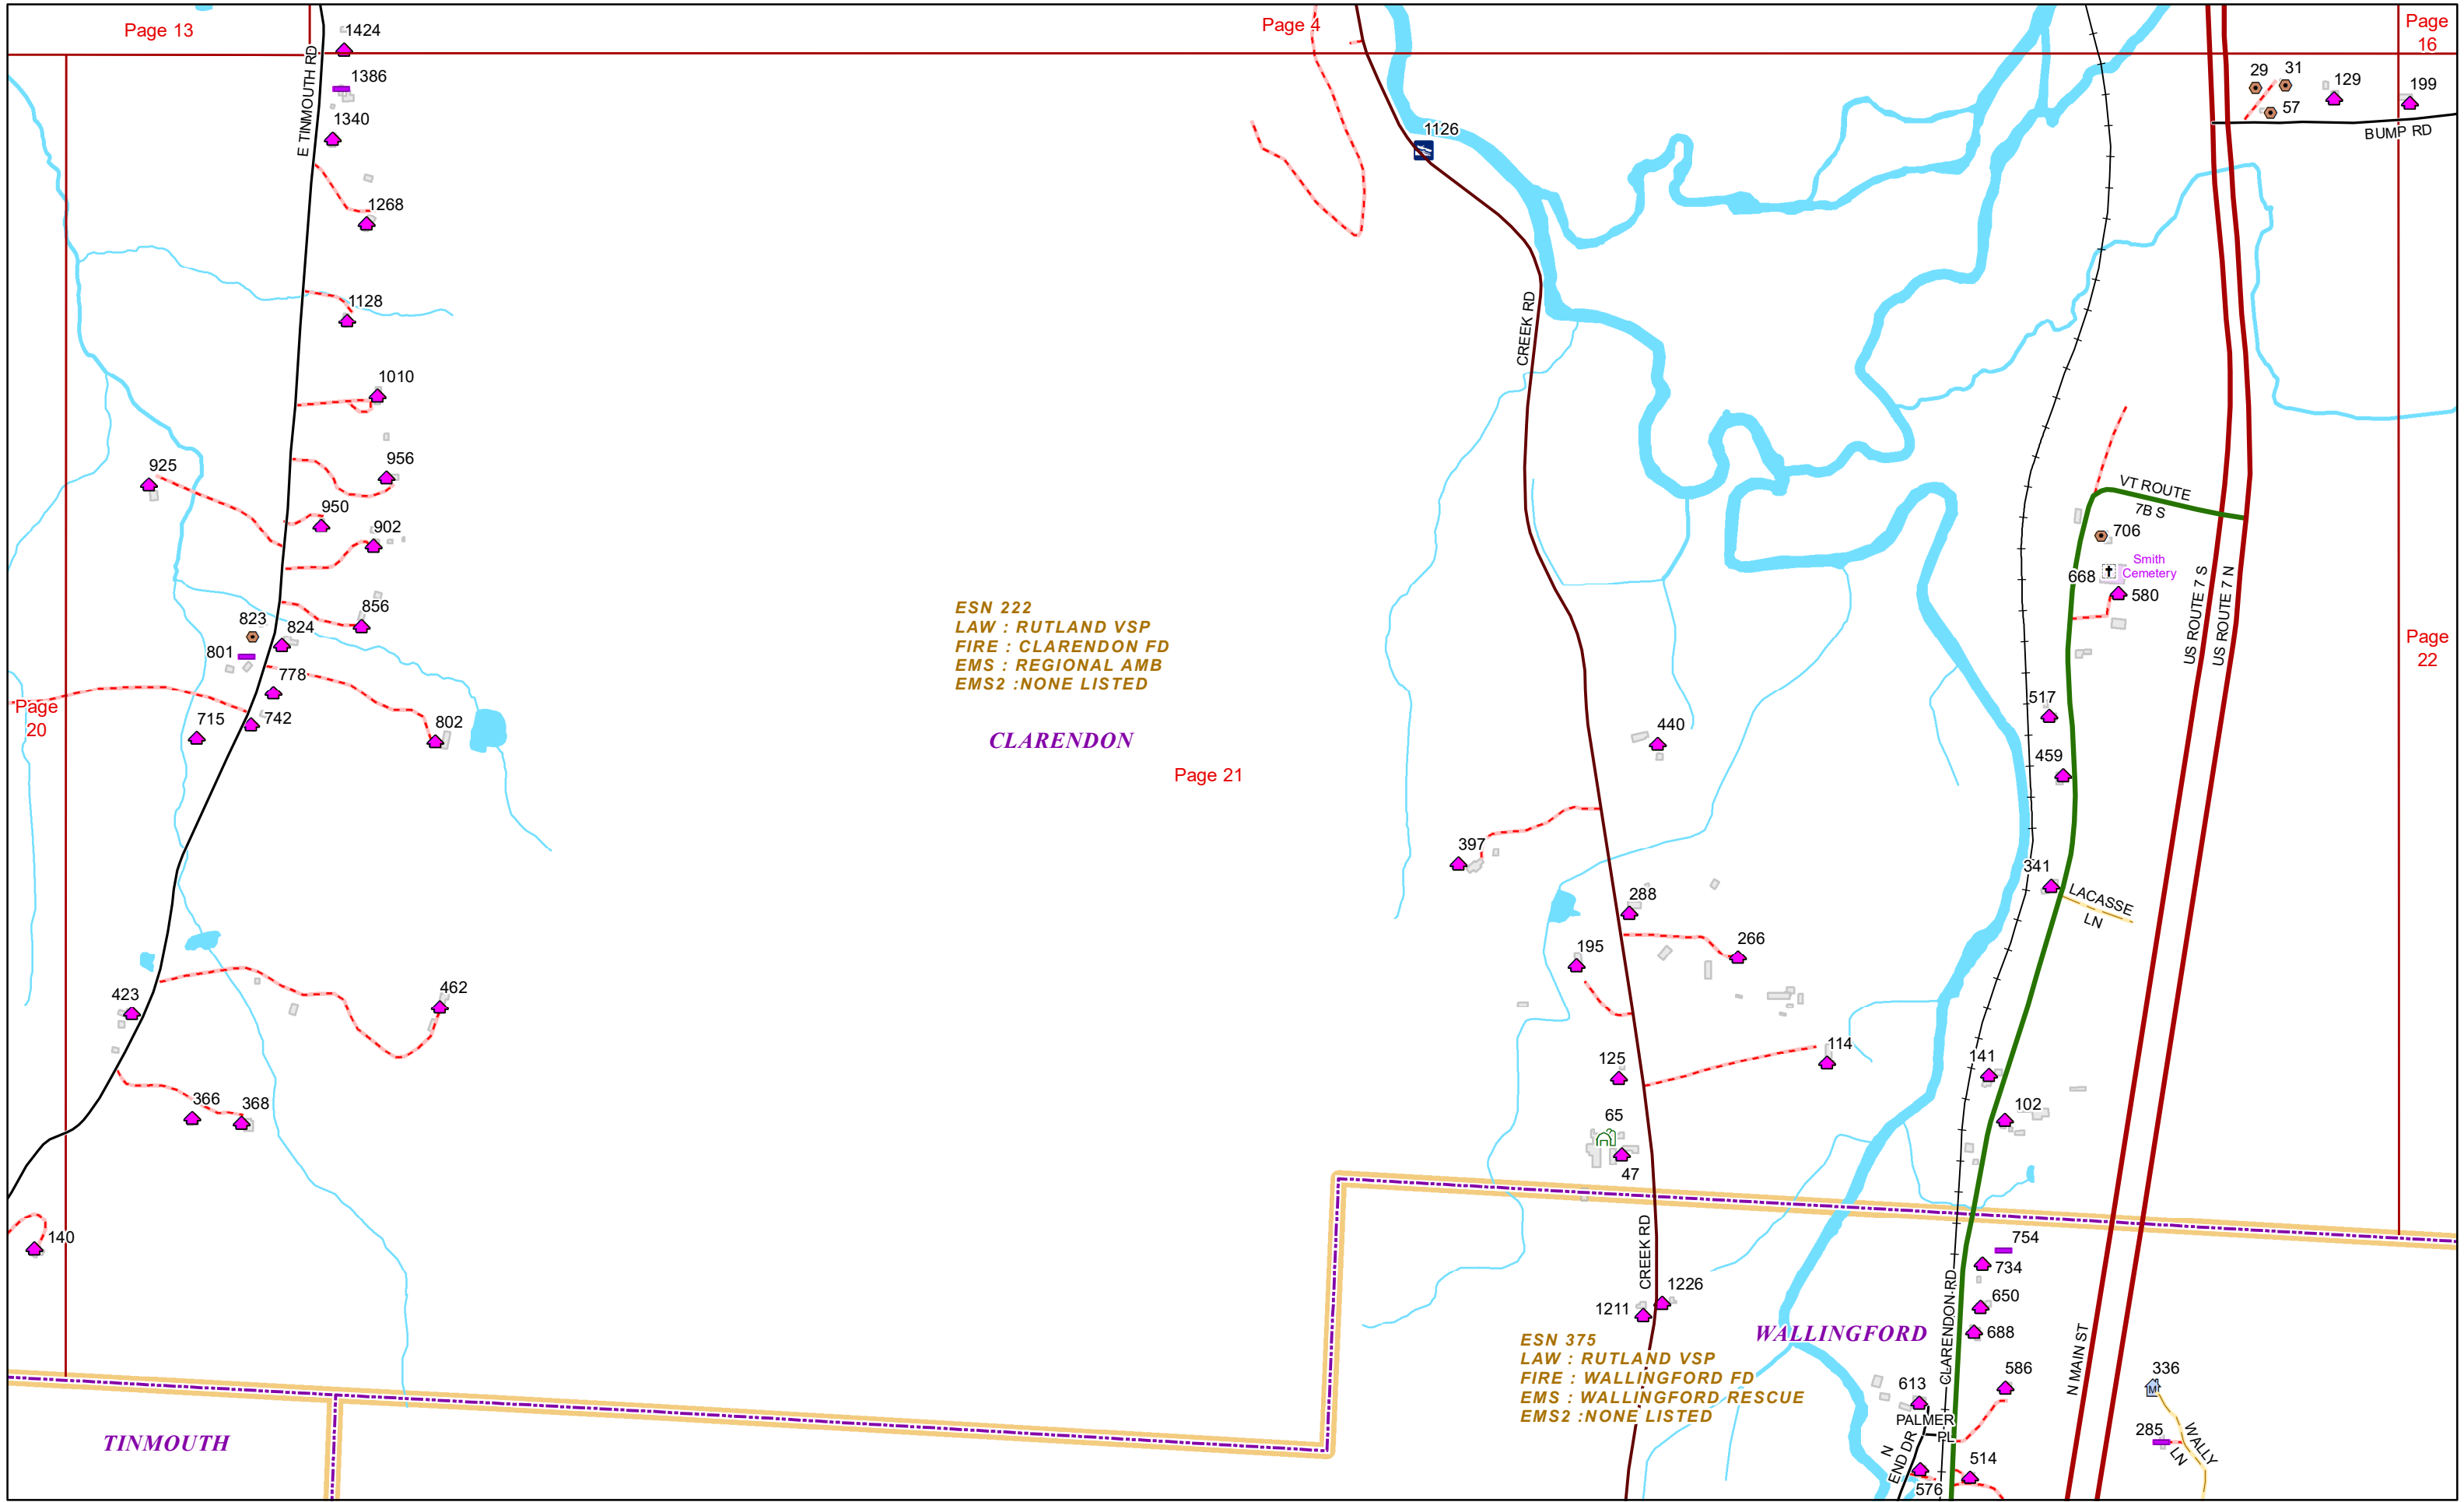 Page 13
Page 4
Page
16
1424
1386
E TINMOUTH RD
1340
1268
1128
1010
956
925
950
902
856
823
824
801
778
Page
20
715
742
802
423
462
366
368
140
1126
CREEK RD
29
31
57
129
199
BUMP RD
VT ROUTE
7B S
706
Smith
Cemetery
668
580
US ROUTE 7 S
US ROUTE 7 N
Page
22
ESN 222
LAW : RUTLAND VSP
FIRE : CLARENDON FD
EMS : REGIONAL AMB
EMS2 :NONE LISTED
CLARENDON
Page 21
440
397
288
266
195
125
114
65
47
517
459
341
LACASSE
LN
141
102
CREEK RD
1226
1211
ESN 375
LAW : RUTLAND VSP
FIRE : WALLINGFORD FD
EMS : WALLINGFORD RESCUE
EMS2 :NONE LISTED
WALLINGFORD
754
734
650
688
586
613
CLARENDON RD
PALMER
PL
N
END DR
576
514
N MAIN ST
336
M
285
WALLY
LN
TINMOUTH